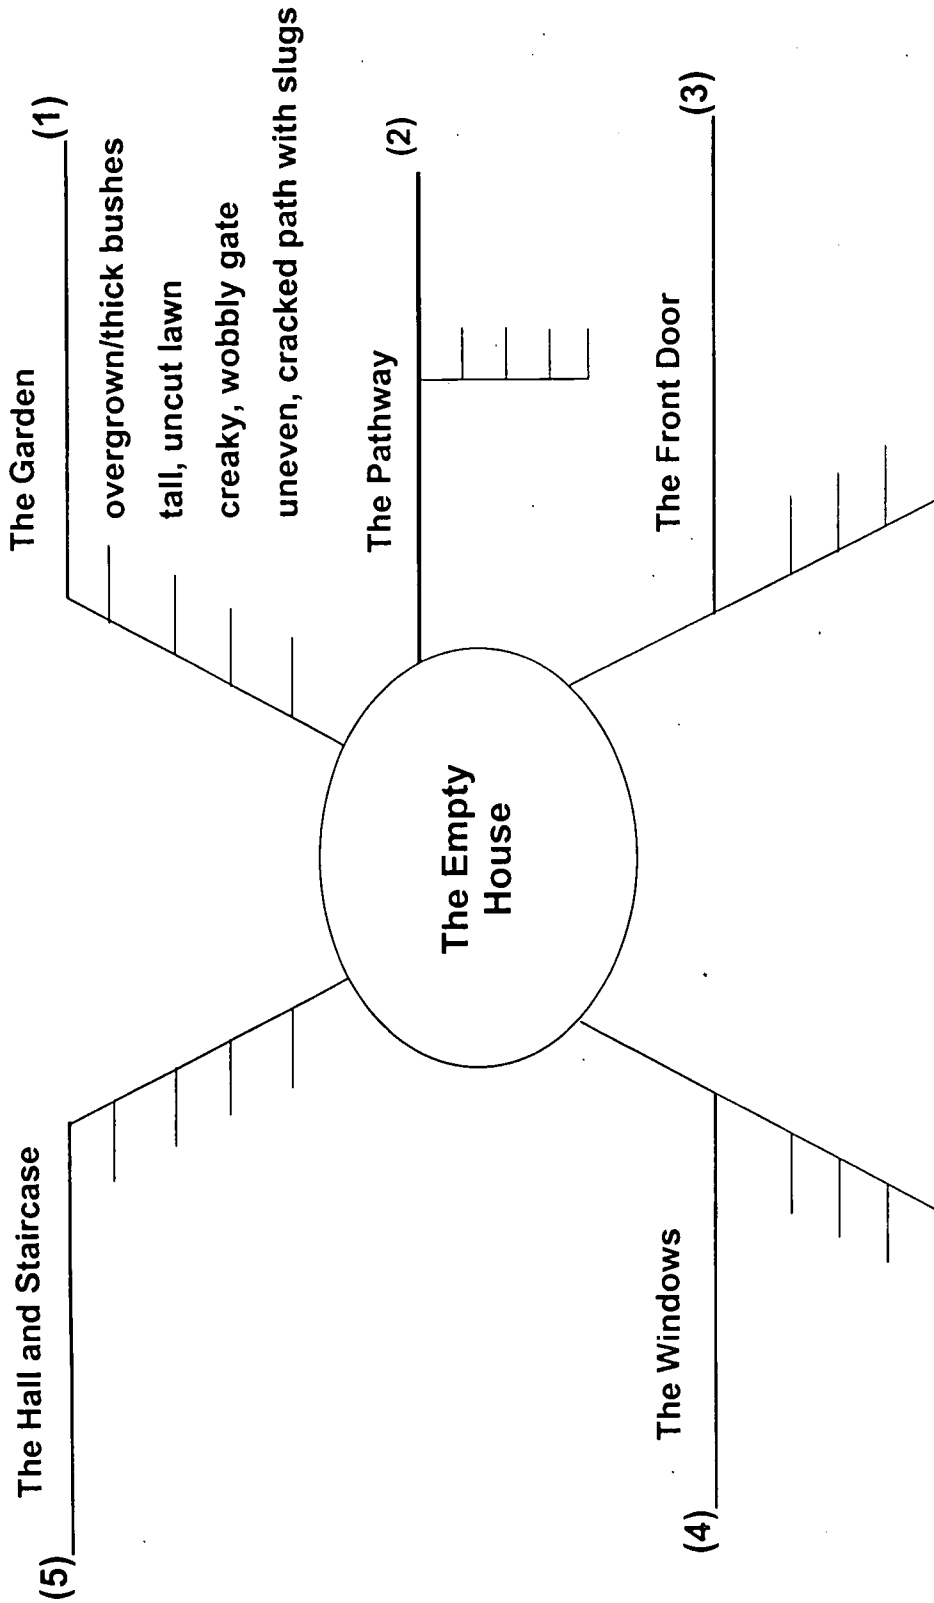 The Garden
(1)
overgrown/thick bushes
tall, uncut lawn
creaky, wobbly gate
uneven, cracked path with slugs
The Pathway
(2)
The Front Door
(3)
The Empty
House
The Windows
(4)
The Hall and Staircase
(5)